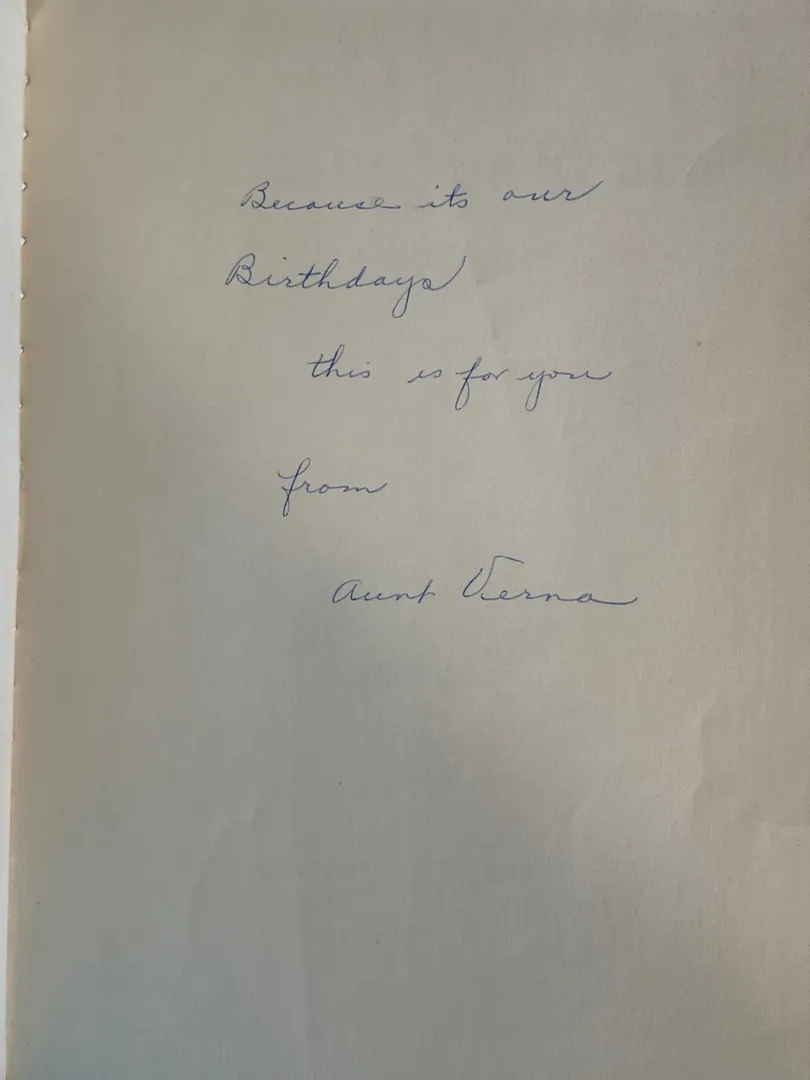 Because its our
Birthdays
this is for you
from
Aunt Verna